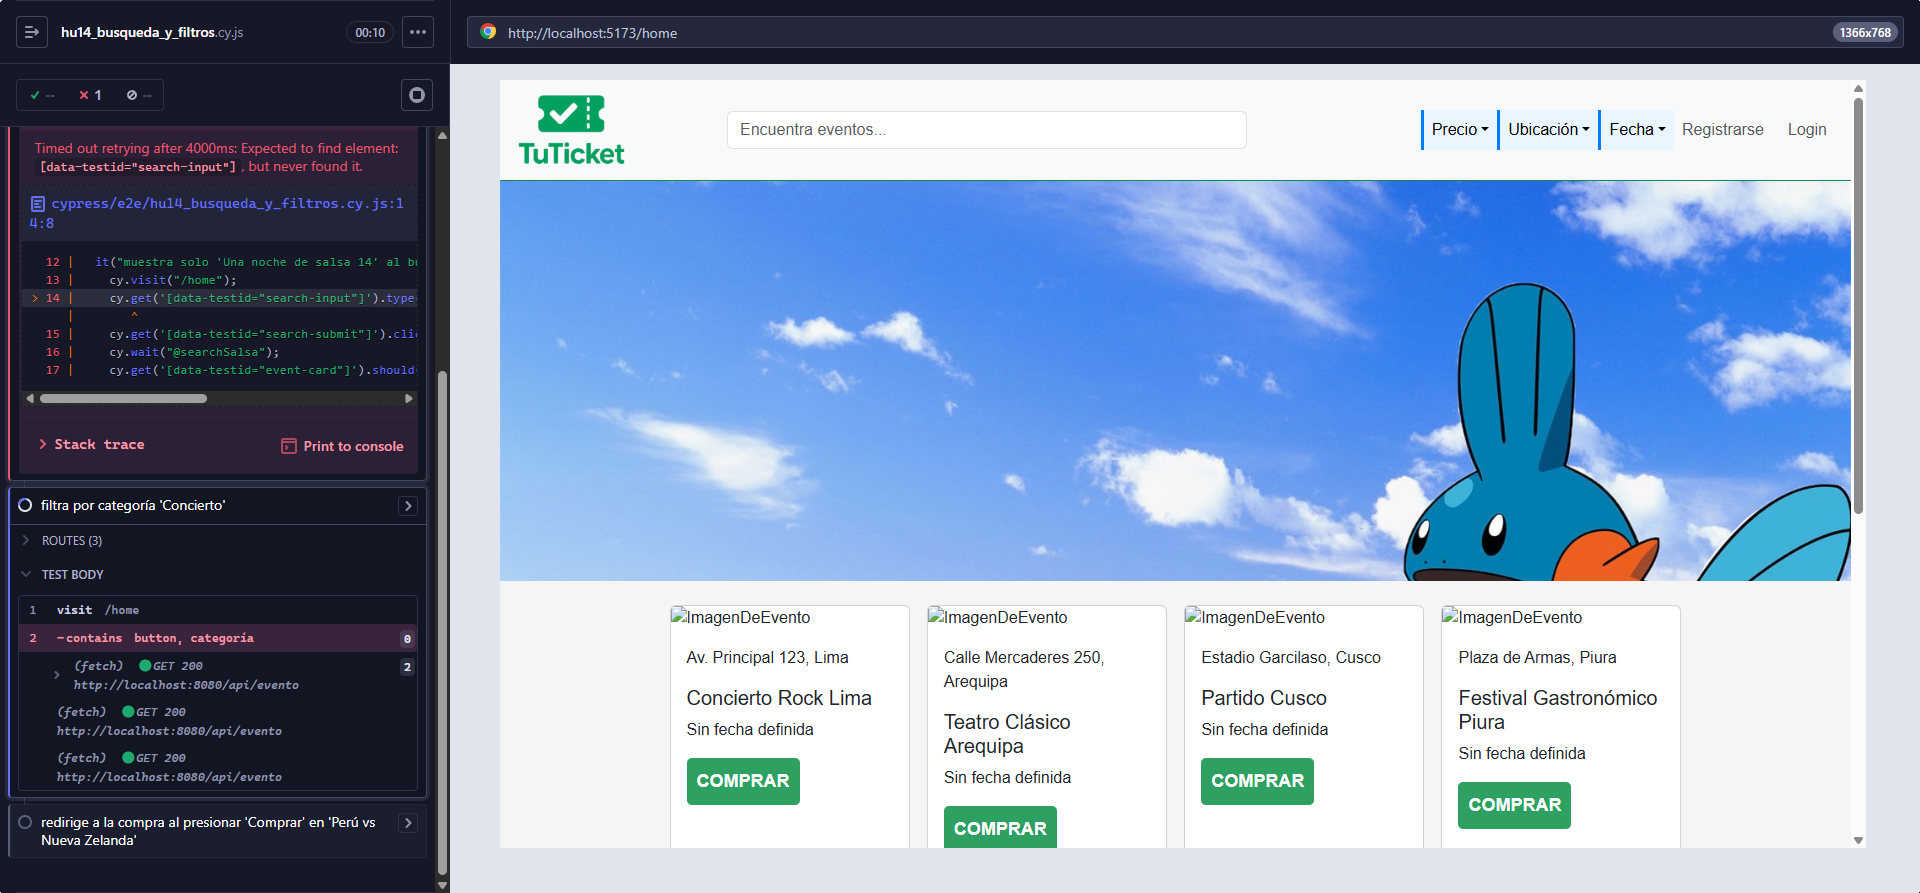 hu14_busqueda_y_filtros.cy.js
00:10
--
1
--
Timed out retrying after 4000ms: Expected to find element:
[data-testid="search-input"], but never found it.
cypress/e2e/hu14_busqueda_y_filtros.cy.js:1
4:8
12 | it("muestra solo 'Una noche de salsa 14' al bu
13 | cy.visit("/home");
> 14 | cy.get('[data-testid="search-input"]').type(
| ^
15 | cy.get('[data-testid="search-submit"]').cli
16 | cy.wait("@searchSalsa");
17 | cy.get('[data-testid="event-card"]').should
Stack trace
Print to console
filtra por categoría 'Concierto'
ROUTES (3)
TEST BODY
1 visit /home
2 -contains button, categoría 0
(fetch) GET 200 2
http://localhost:8080/api/evento
(fetch) GET 200
http://localhost:8080/api/evento
(fetch) GET 200
http://localhost:8080/api/evento
redirige a la compra al presionar 'Comprar' en 'Perú vs
Nueva Zelanda'
http://localhost:5173/home
1366x768
TuTicket
Encuentra eventos...
Precio
Ubicación
Fecha
Registrarse
Login
ImagenDeEvento
Av. Principal 123, Lima
Concierto Rock Lima
Sin fecha definida
COMPRAR
ImagenDeEvento
Calle Mercaderes 250,
Arequipa
Teatro Clásico
Arequipa
Sin fecha definida
COMPRAR
ImagenDeEvento
Estadio Garcilaso, Cusco
Partido Cusco
Sin fecha definida
COMPRAR
ImagenDeEvento
Plaza de Armas, Piura
Festival Gastronómico
Piura
Sin fecha definida
COMPRAR